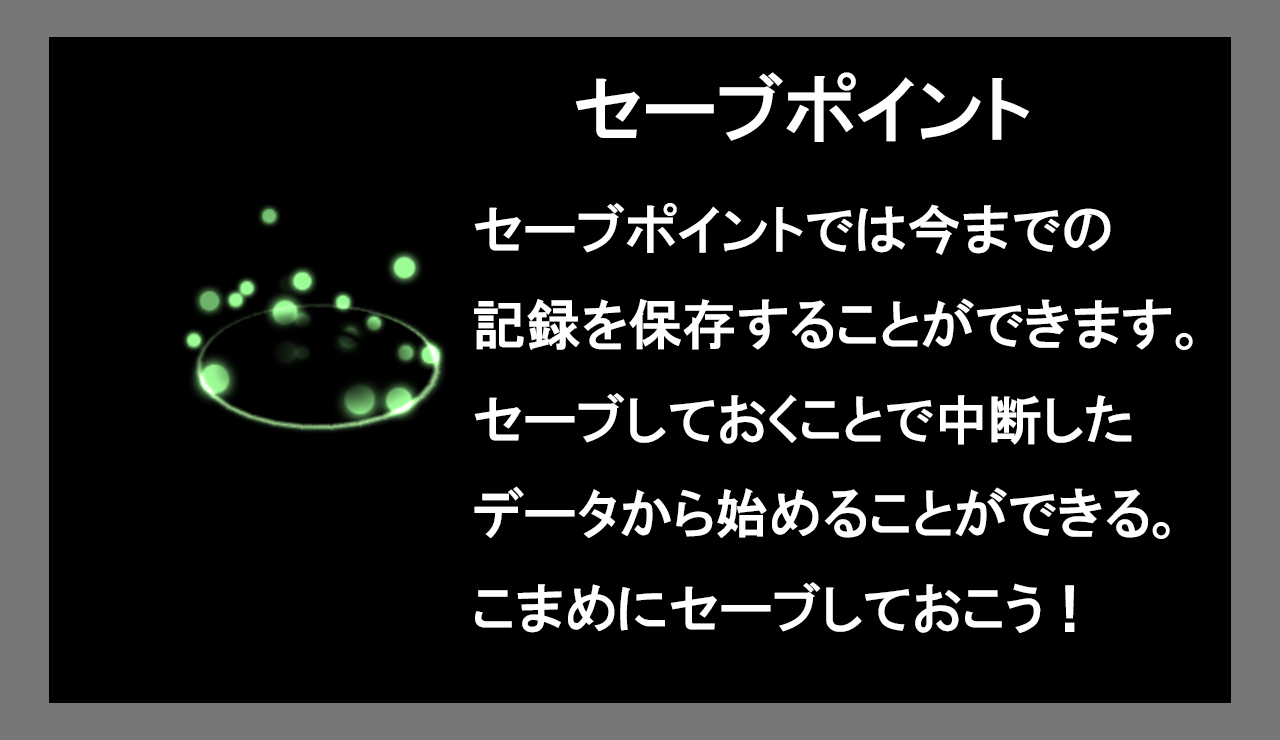 セーブポイント
セーブポイントでは今までの
記録を保存することができます。
セーブしておくことで中断した
データから始めることができる。
こまめにセーブしておこう！